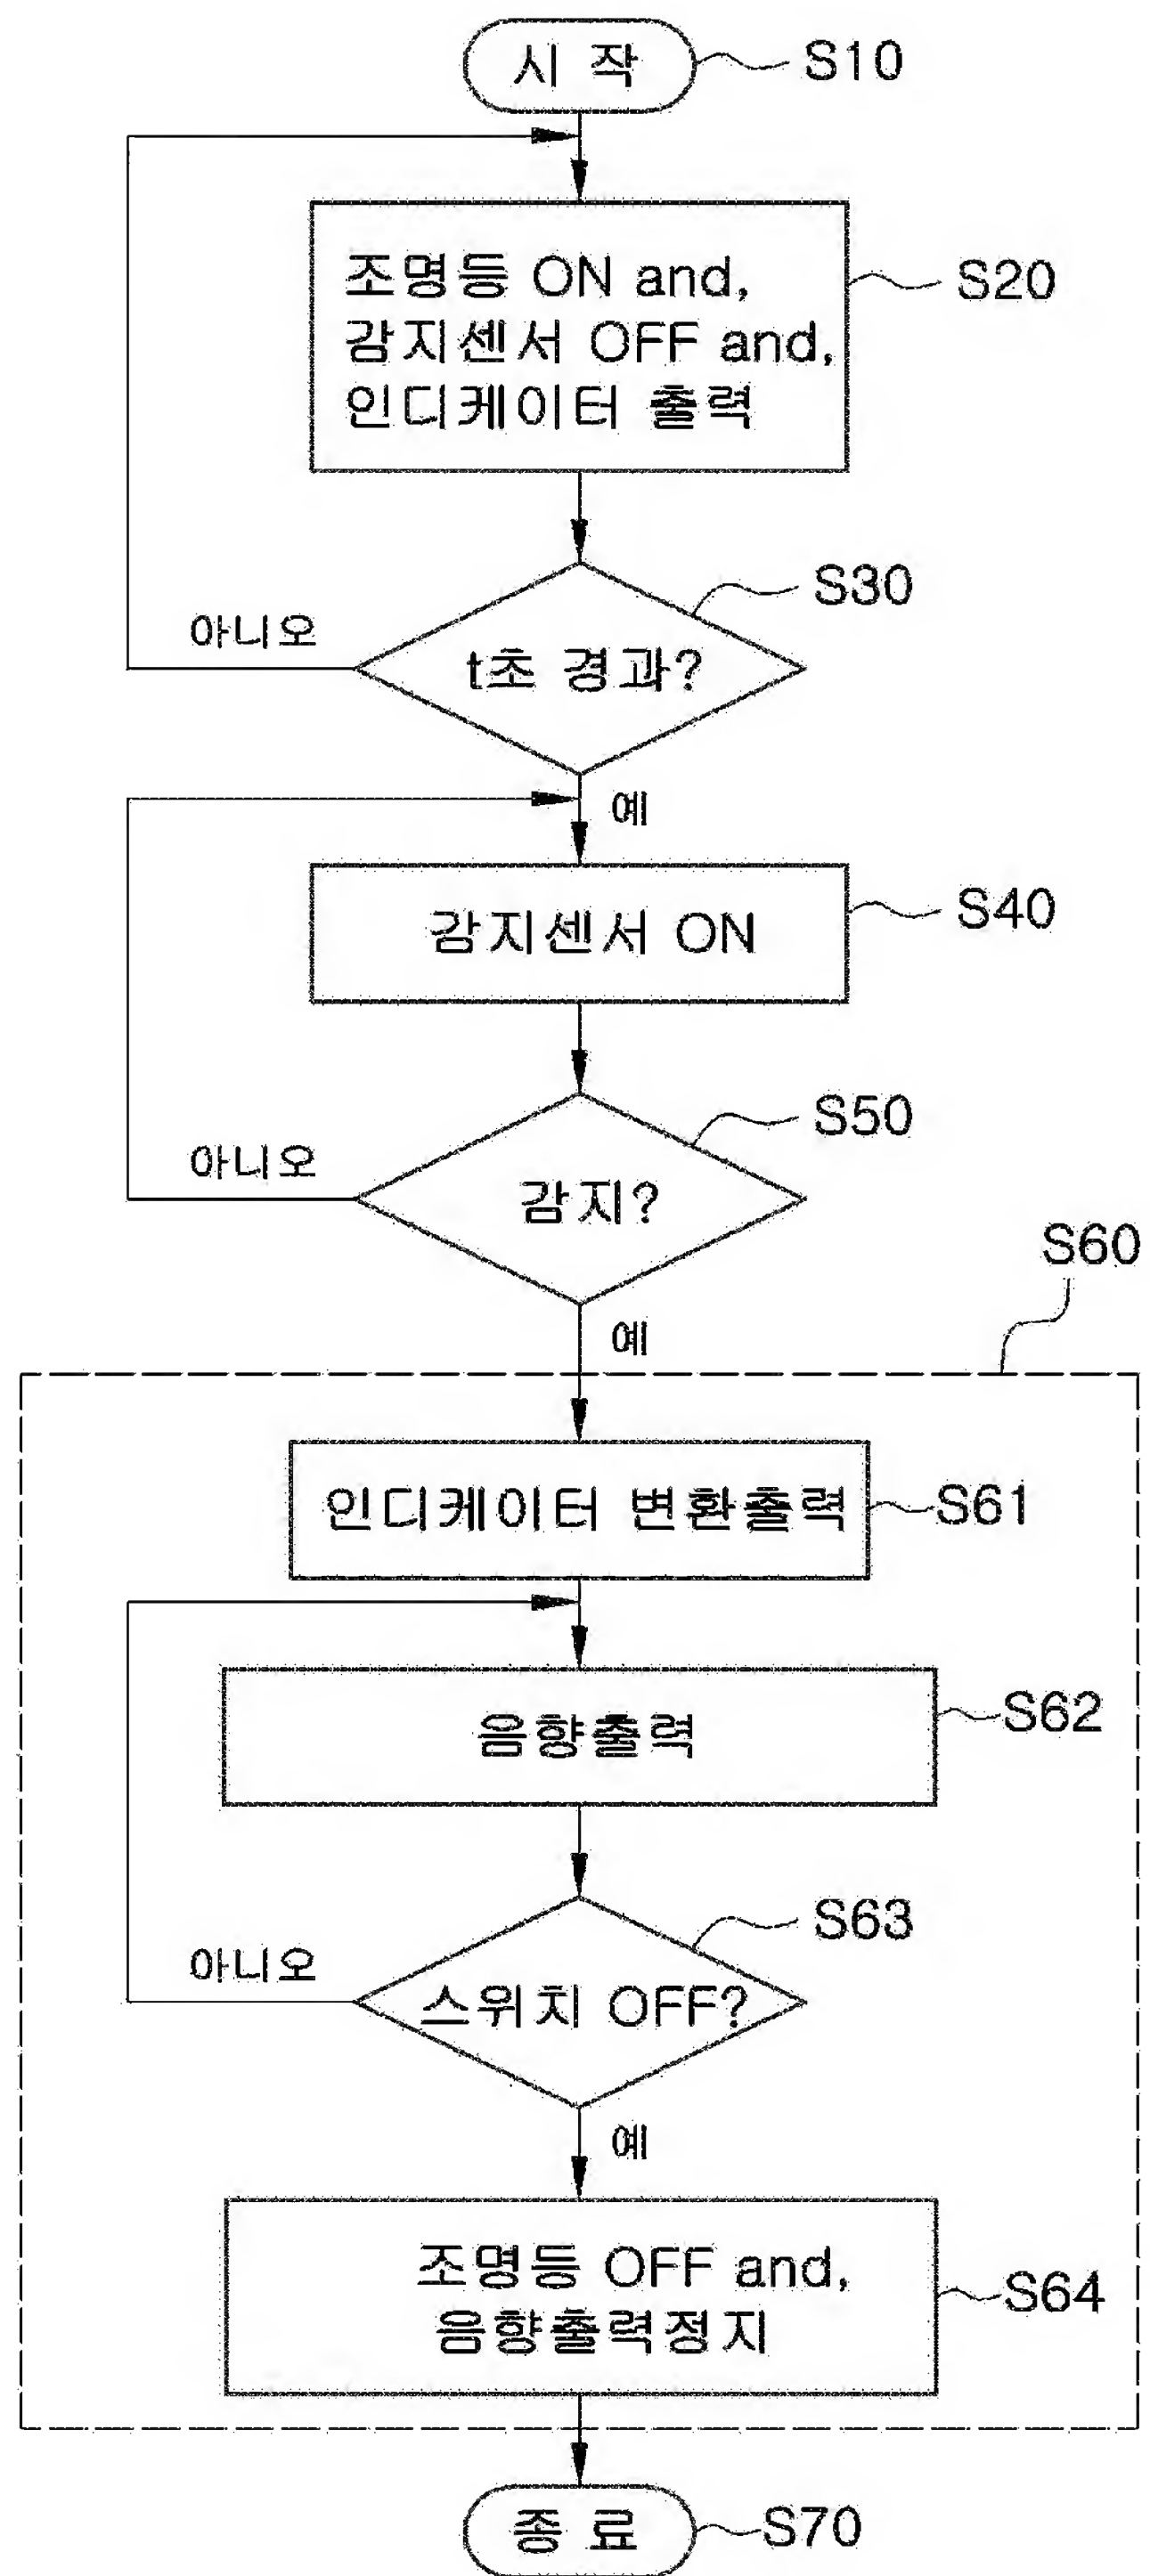 시 작
S10
조명등 ON and,
감지센서 OFF and,
인디케이터 출력
S20
S30
아니오
t초 경과?
예
감지센서 ON
S40
S50
아니오
감지?
S60
예
인디케이터 변환출력
S61
음향출력
S62
S63
아니오
스위치 OFF?
예
조명등 OFF and,
음향출력정지
S64
종 료
S70